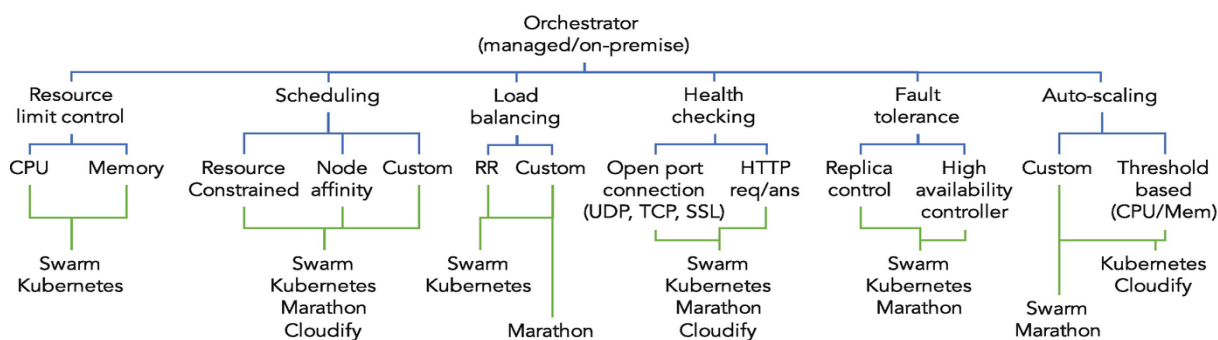 Orchestrator
(managed/on-premise)
Resource
limit control
Scheduling
Load
balancing
Health
checking
Fault
tolerance
Auto-scaling
CPU
Memory
Resource
Constrained
Node
affinity
Custom
RR
Custom
Open port
connection
(UDP, TCP, SSL)
HTTP
req/ans
Replica
control
High
availability
controller
Custom
Threshold
based
(CPU/Mem)
Swarm
Kubernetes
Swarm
Kubernetes
Marathon
Cloudify
Swarm
Kubernetes
Marathon
Swarm
Kubernetes
Marathon
Cloudify
Swarm
Kubernetes
Marathon
Kubernetes
Cloudify
Swarm
Marathon